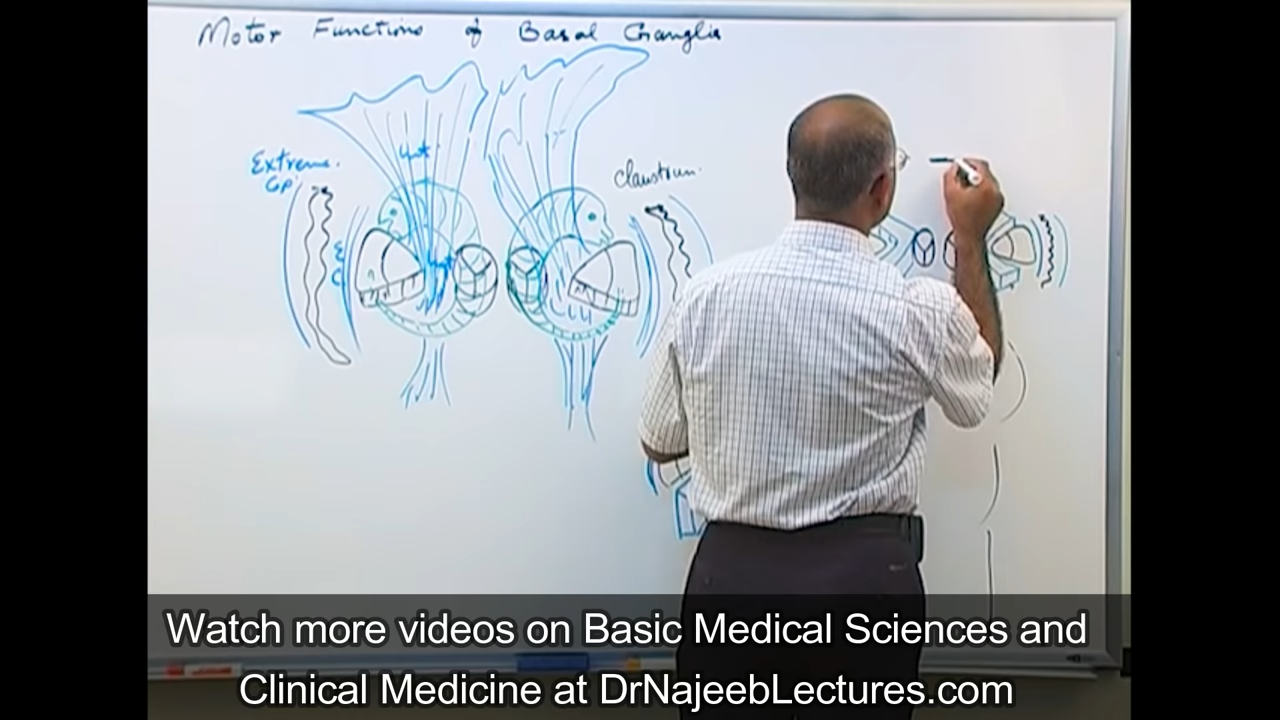 Motor Functions of Basal Ganglia
Extreme.
Cp.
Claustrum.
Watch more videos on Basic Medical Sciences and
Clinical Medicine at DrNajeebLectures.com